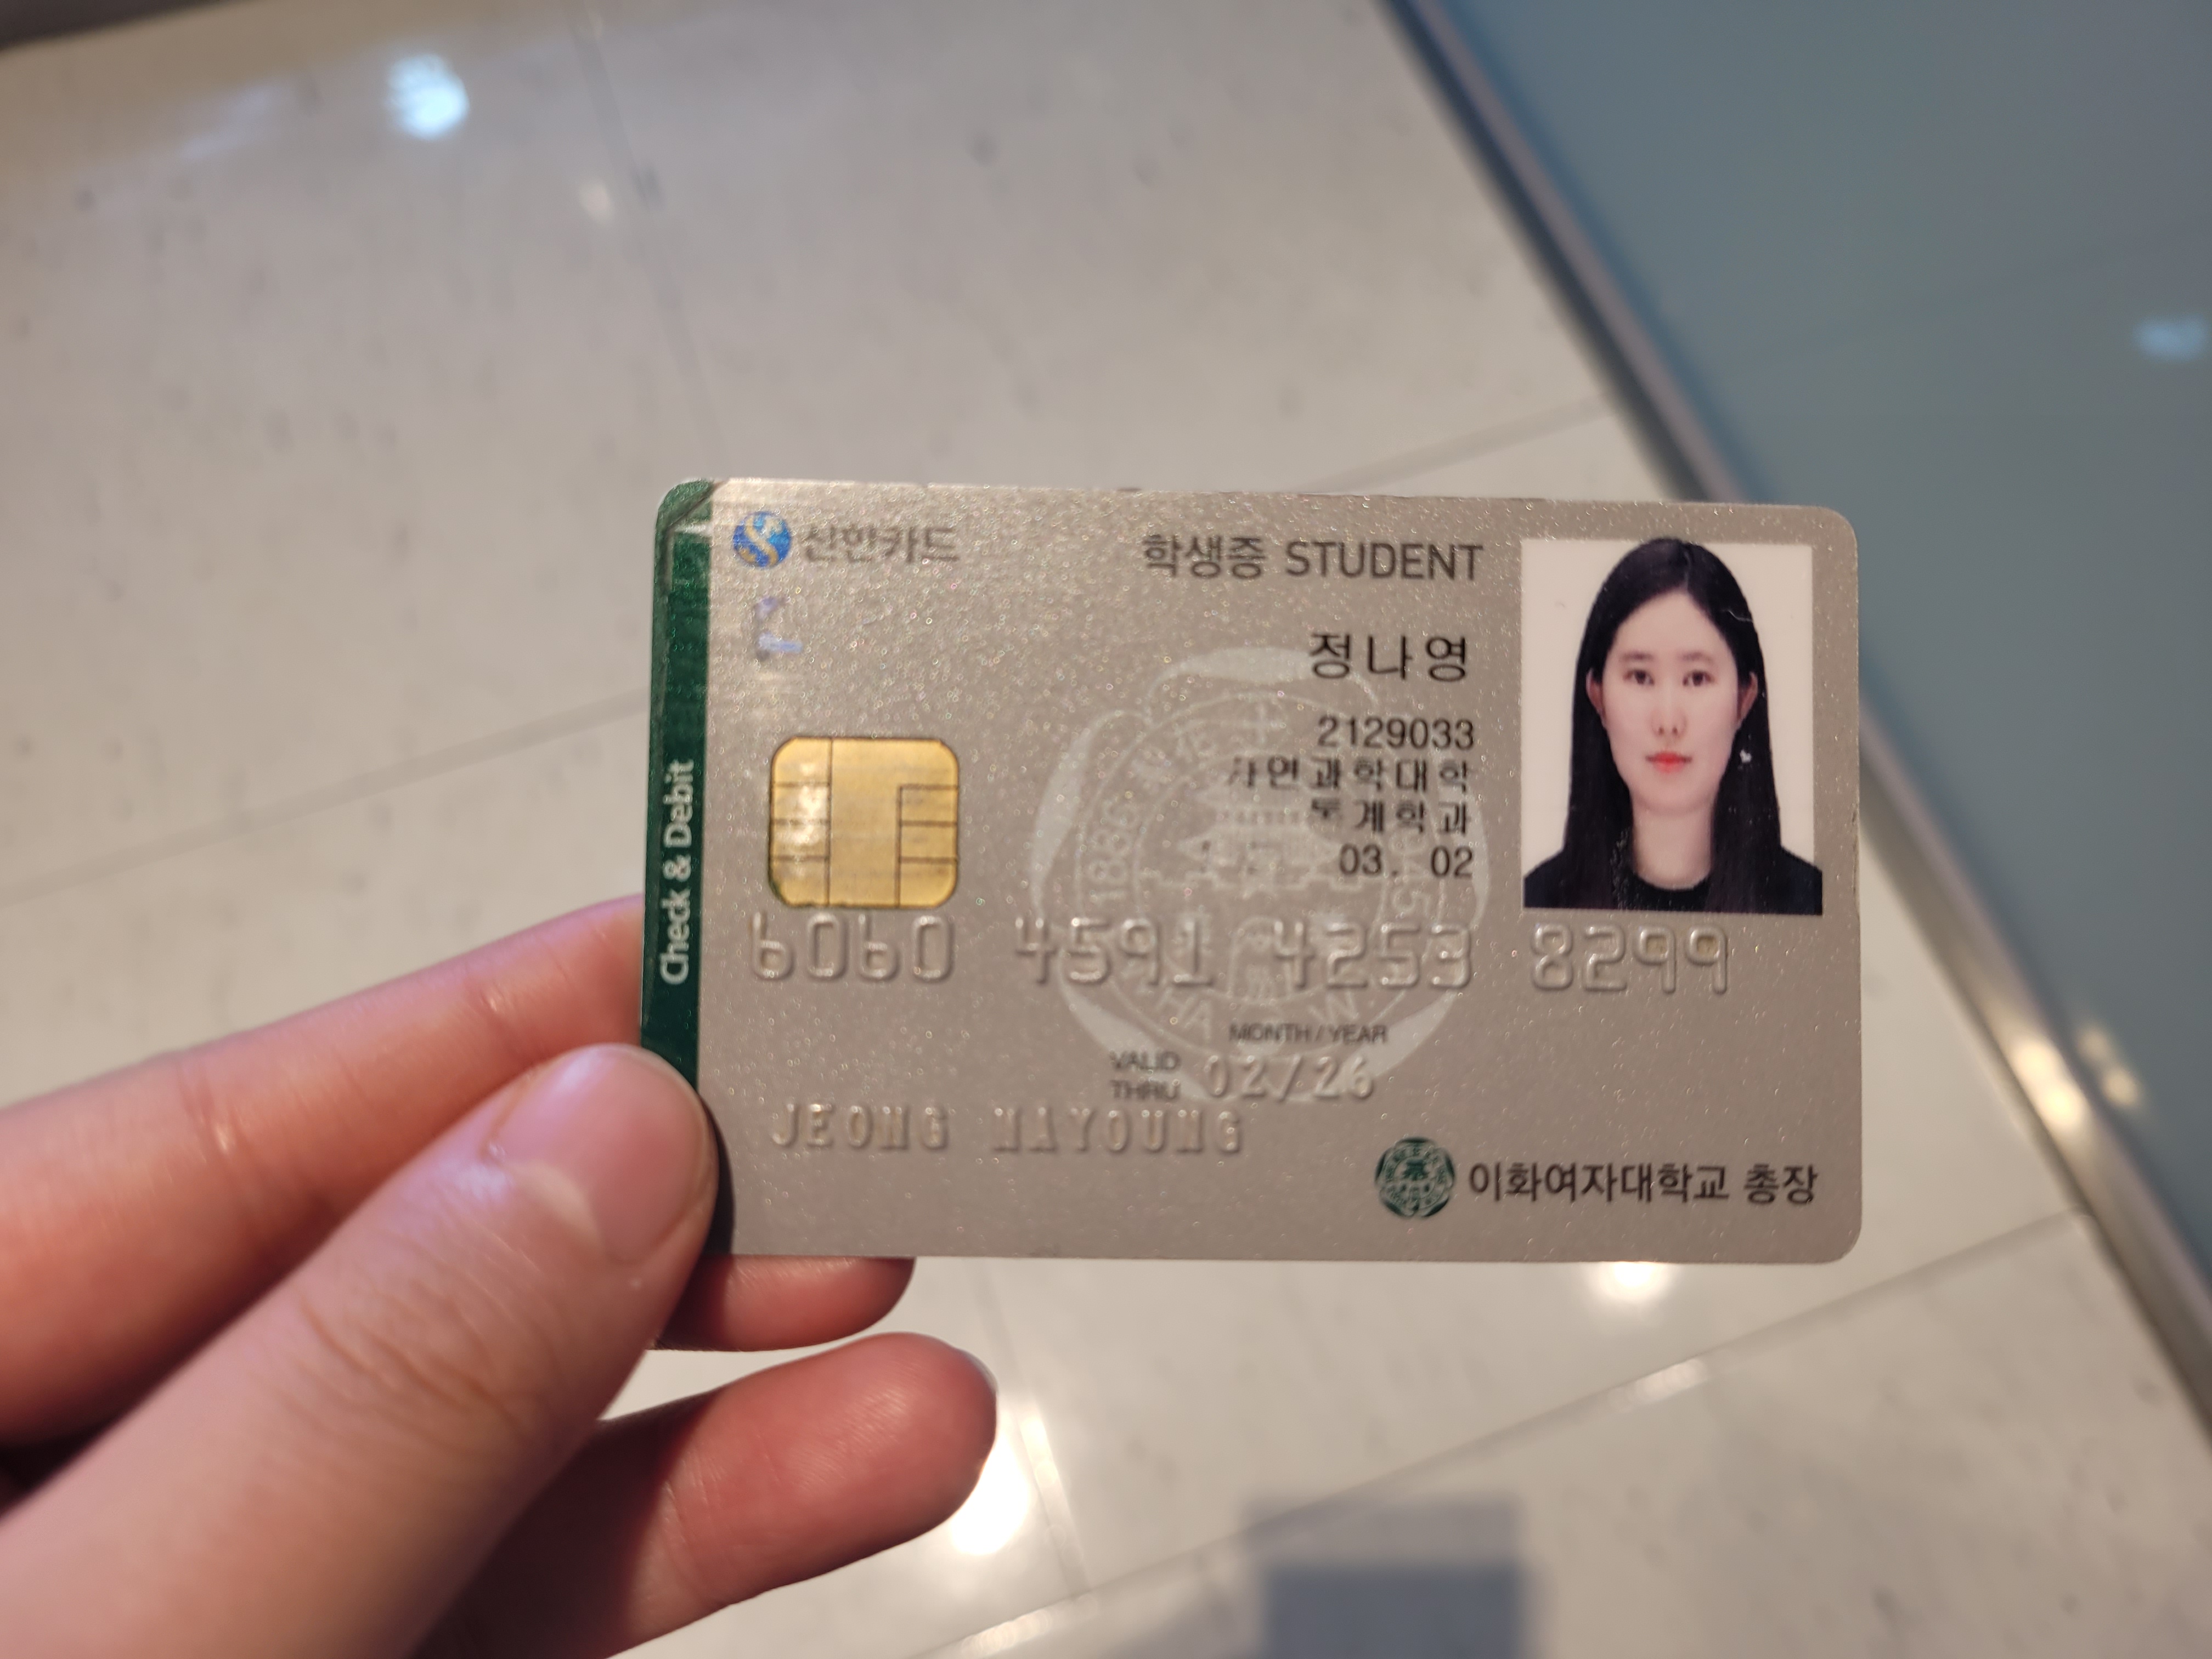 신한카드
학생증 STUDENT
정나영
2129033
자연과학대학
통계학과
03. 02
Check & Debit
6060 4591 4253 8299
MONTH / YEAR
VALID THRU 02/26
JEONG NAYOUNG
이화여자대학교 총장
1886